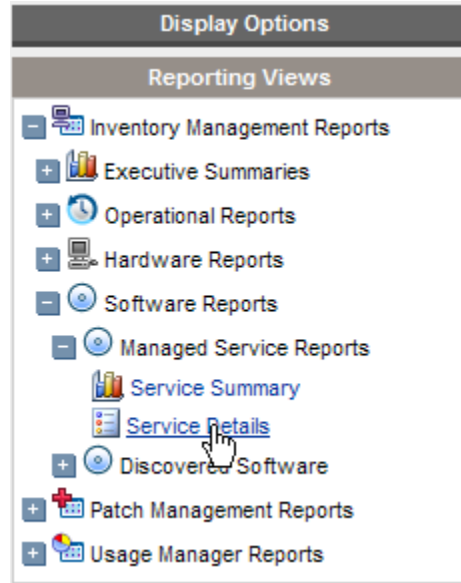 Display Options
Reporting Views
Inventory Management Reports
Executive Summaries
Operational Reports
Hardware Reports
Software Reports
Managed Service Reports
Service Summary
Service Details
Discovered Software
Patch Management Reports
Usage Manager Reports